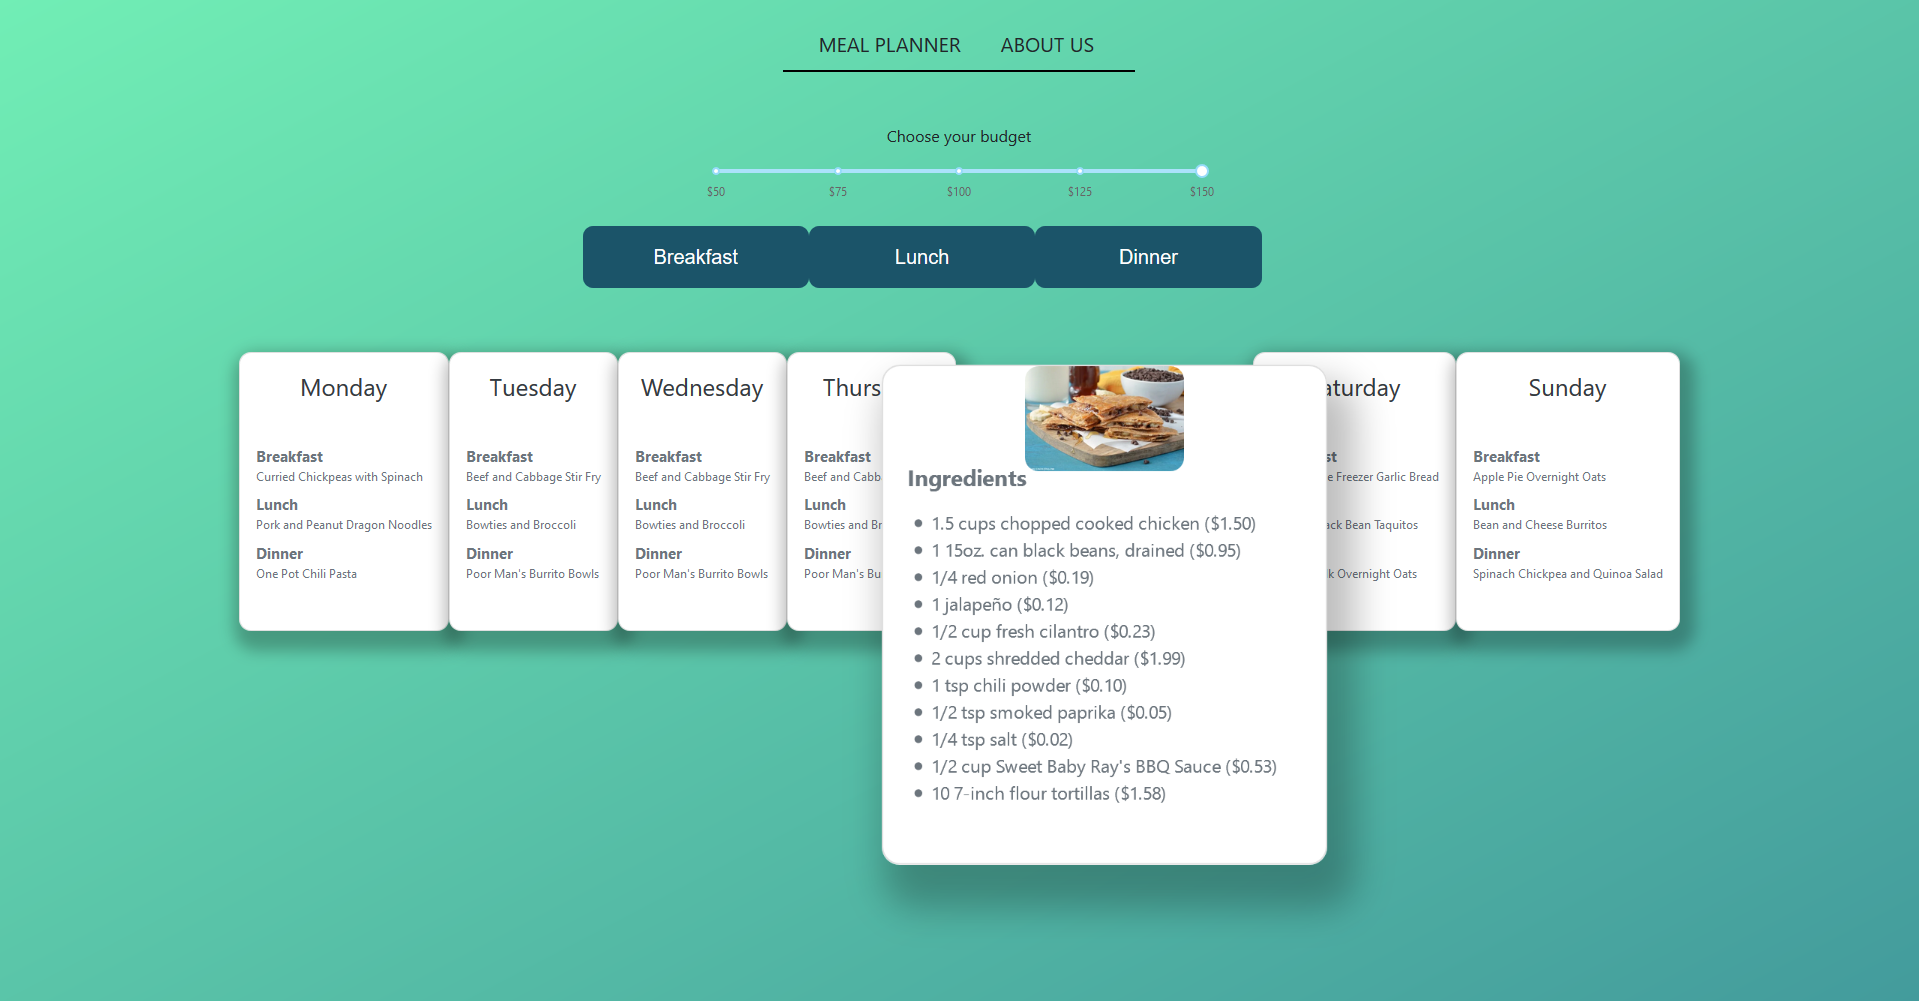 MEAL PLANNER ABOUT US
Choose your budget
$50 $75 $100 $125 $150
Breakfast Lunch Dinner
Monday
Breakfast
Curried Chickpeas with Spinach
Lunch
Pork and Peanut Dragon Noodles
Dinner
One Pot Chili Pasta
Tuesday
Breakfast
Beef and Cabbage Stir Fry
Lunch
Bowties and Broccoli
Dinner
Poor Man's Burrito Bowls
Wednesday
Breakfast
Beef and Cabbage Stir Fry
Lunch
Bowties and Broccoli
Dinner
Poor Man's Burrito Bowls
Thurs
Breakfast
Beef and Cabb
Lunch
Bowties and Br
Dinner
Poor Man's Bu
Ingredients
1.5 cups chopped cooked chicken ($1.50)
1 15oz. can black beans, drained ($0.95)
1/4 red onion ($0.19)
1 jalapeño ($0.12)
1/2 cup fresh cilantro ($0.23)
2 cups shredded cheddar ($1.99)
1 tsp chili powder ($0.10)
1/2 tsp smoked paprika ($0.05)
1/4 tsp salt ($0.02)
1/2 cup Sweet Baby Ray's BBQ Sauce ($0.53)
10 7-inch flour tortillas ($1.58)
aturday
st
e Freezer Garlic Bread
ack Bean Taquitos
k Overnight Oats
Sunday
Breakfast
Apple Pie Overnight Oats
Lunch
Bean and Cheese Burritos
Dinner
Spinach Chickpea and Quinoa Salad